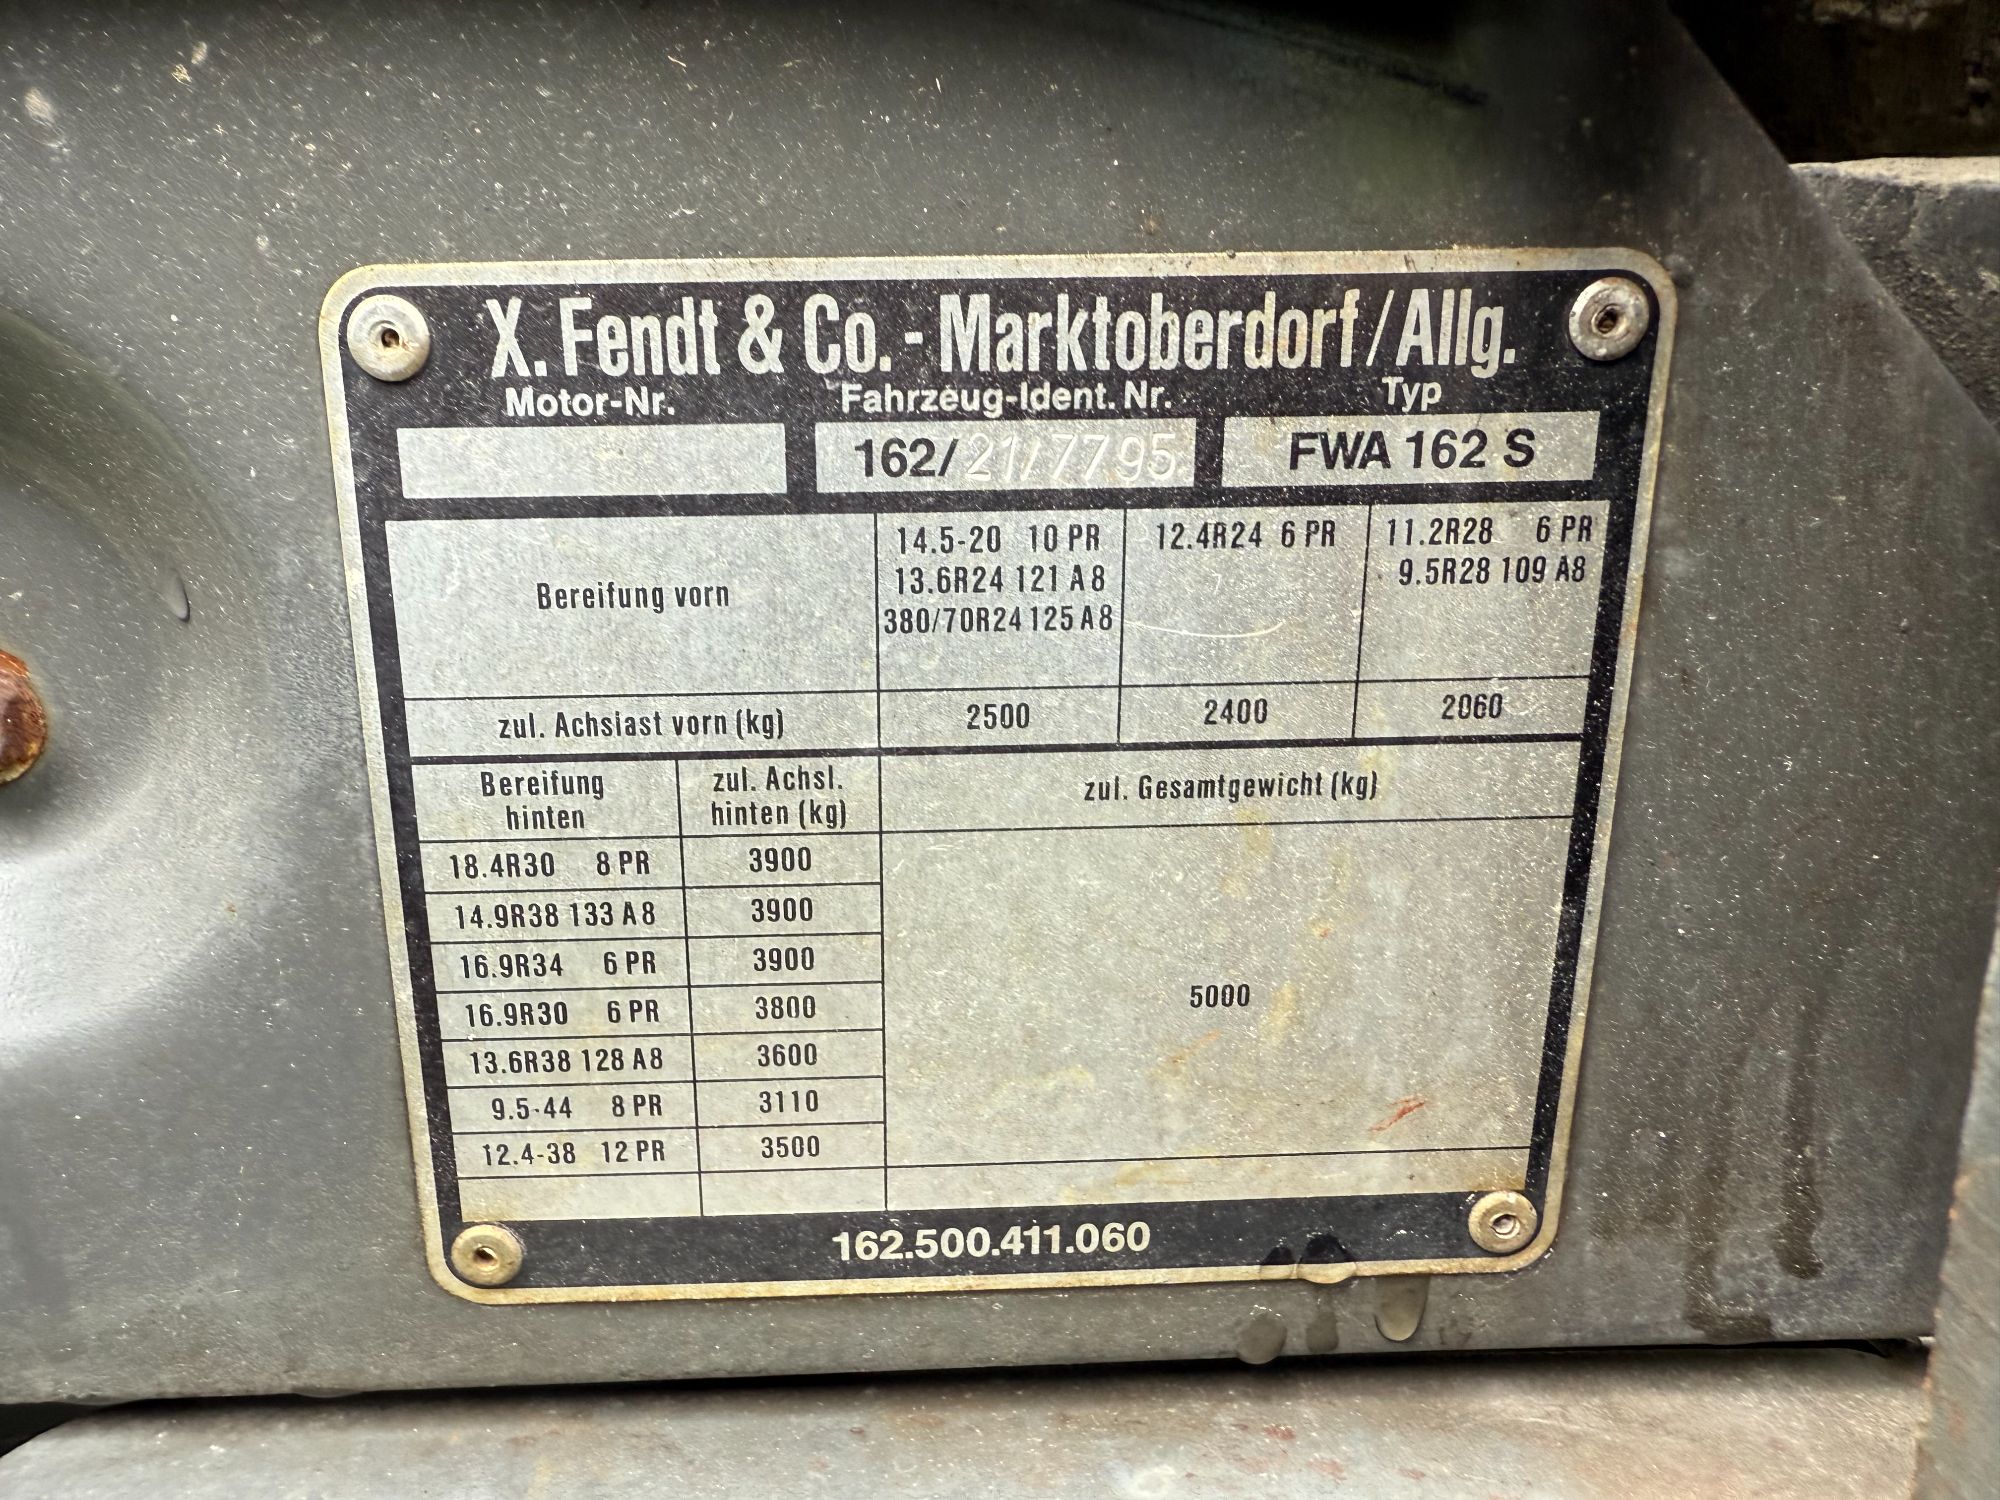 X. Fendt & Co. - Marktoberdorf / Allg.
Motor-Nr. Fahrzeug-Ident. Nr. Typ
162/21/7795 FWA 162 S
Bereifung vorn 14.5-20 10 PR 12.4R24 6 PR 11.2R28 6 PR
13.6R24 121 A8 9.5R28 109 A8
380/70R24 125 A8
zul. Achslast vorn (kg) 2500 2400 2060
Bereifung zul. Achsl. zul. Gesamtgewicht (kg)
hinten hinten (kg)
18.4R30 8 PR 3900
14.9R38 133 A8 3900
16.9R34 6 PR 3900
16.9R30 6 PR 3800 5000
13.6R38 128 A8 3600
9.5-44 8 PR 3110
12.4-38 12 PR 3500
162.500.411.060